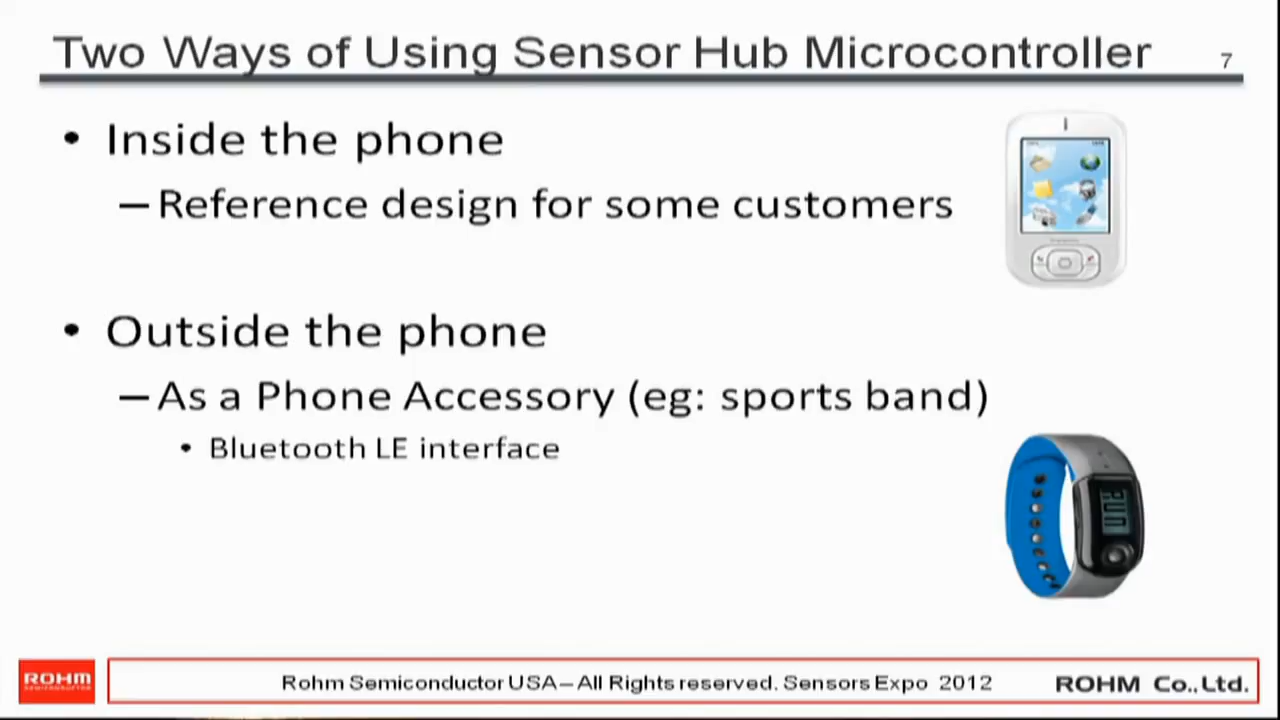 Two Ways of Using Sensor Hub Microcontroller
7
• Inside the phone
– Reference design for some customers
• Outside the phone
– As a Phone Accessory (eg: sports band)
• Bluetooth LE interface
RUN
ROHM
SEMICONDUCTOR
Rohm Semiconductor USA – All Rights reserved. Sensors Expo 2012
ROHM Co., Ltd.